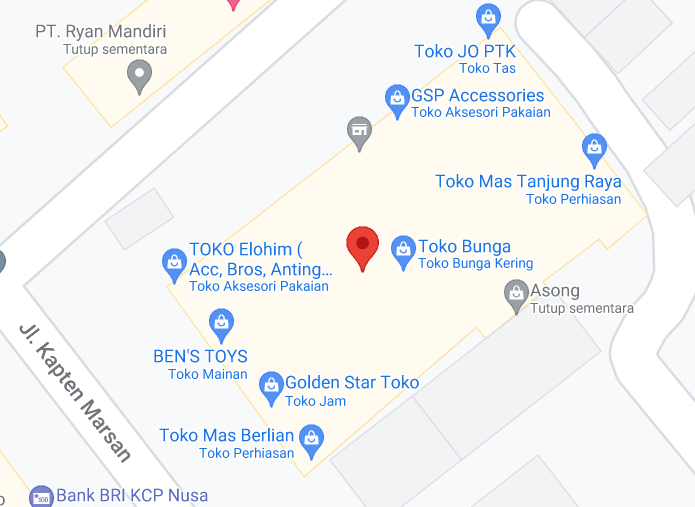 PT. Ryan Mandiri
Tutup sementara
Toko JO PTK
Toko Tas
GSP Accessories
Toko Aksesori Pakaian
Toko Mas Tanjung Raya
Toko Perhiasan
TOKO Elohim (
Acc, Bros, Anting...
Toko Aksesori Pakaian
Toko Bunga
Toko Bunga Kering
Asong
Tutup sementara
BEN'S TOYS
Toko Mainan
Jl. Kapten Marsan
Golden Star Toko
Toko Jam
Toko Mas Berlian
Toko Perhiasan
Bank BRI KCP Nusa